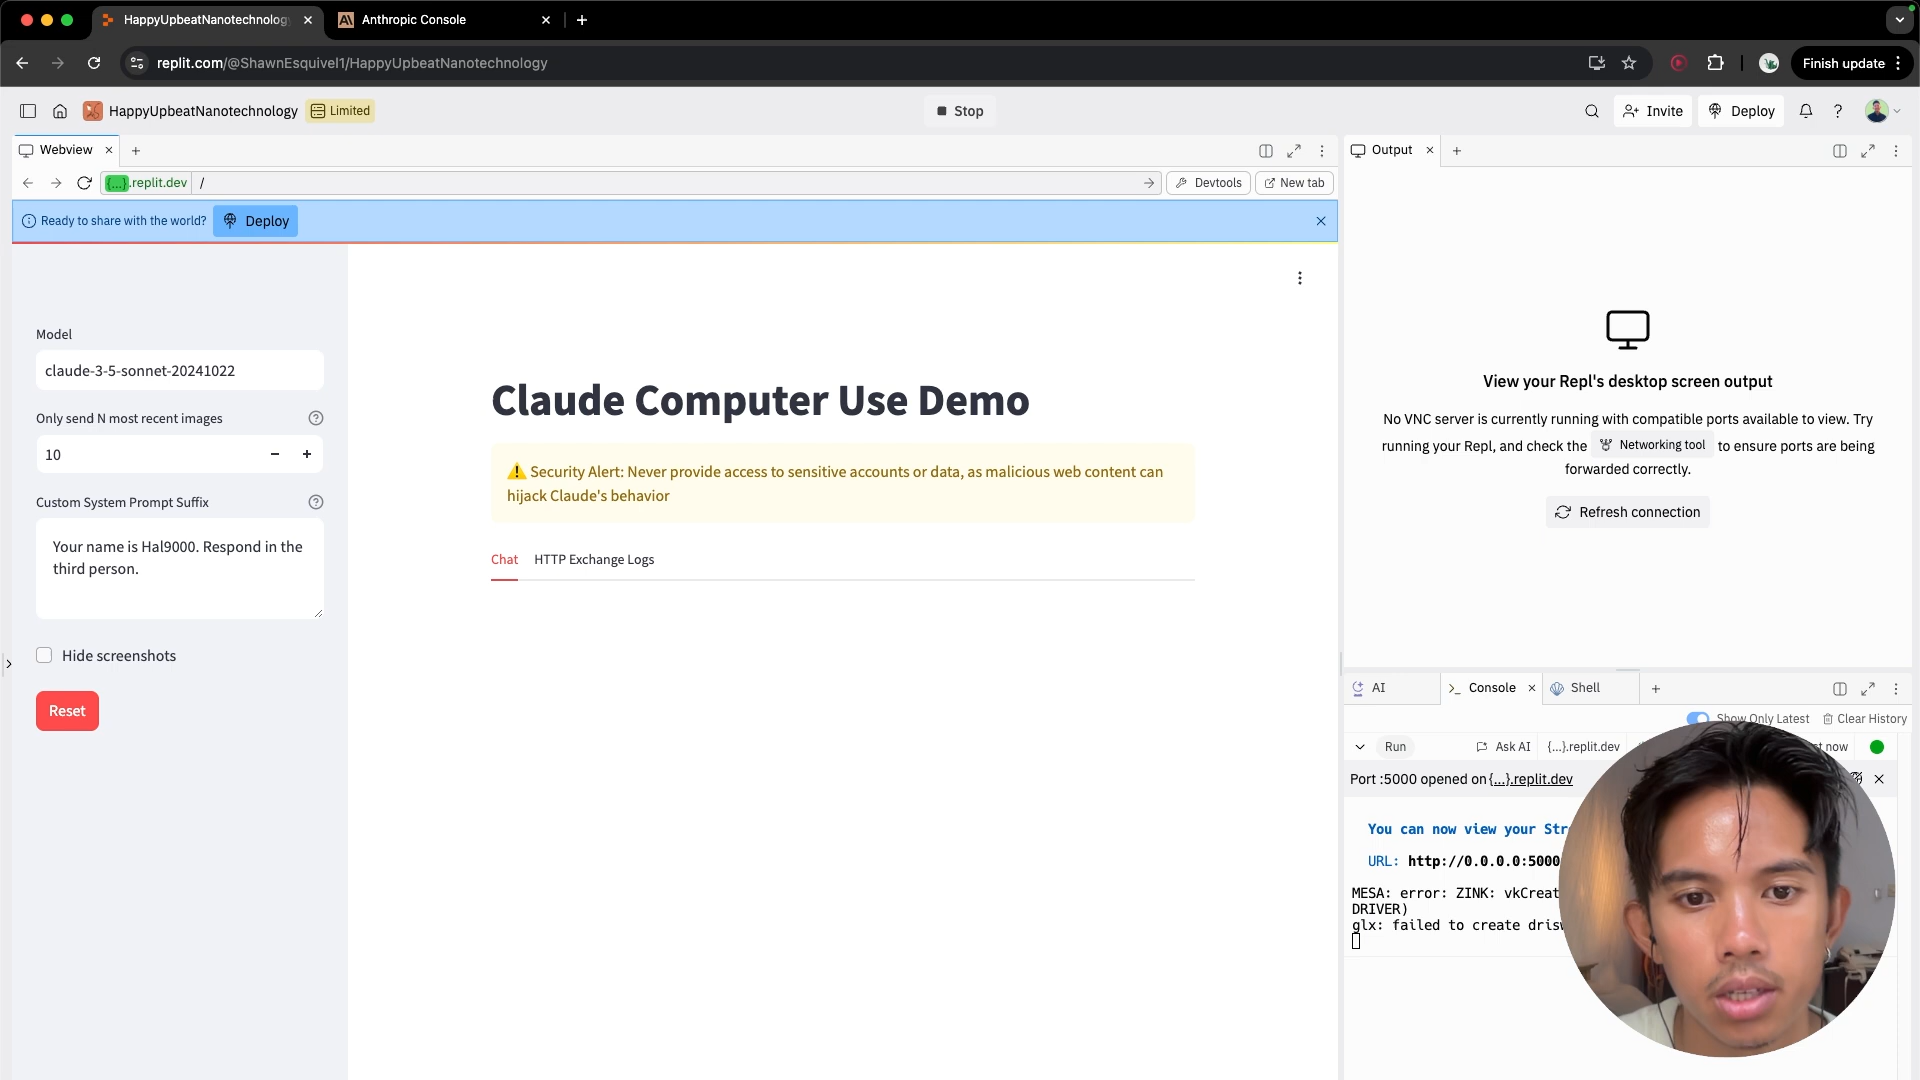 HappyUpbeatNanotechnology
Anthropic Console
replit.com/@ShawnEsquivel1/HappyUpbeatNanotechnology
Finish update
HappyUpbeatNanotechnology
Limited
Stop
Invite
Deploy
Webview
{...}.replit.dev
/
Devtools
New tab
Ready to share with the world?
Deploy
Model
claude-3-5-sonnet-20241022
Only send N most recent images
10
Custom System Prompt Suffix
Your name is Hal9000. Respond in the
third person.
Hide screenshots
Reset
Claude Computer Use Demo
Security Alert: Never provide access to sensitive accounts or data, as malicious web content can
hijack Claude's behavior
Chat
HTTP Exchange Logs
Output
View your Repl's desktop screen output
No VNC server is currently running with compatible ports available to view. Try
running your Repl, and check the Networking tool to ensure ports are being
forwarded correctly.
Refresh connection
AI
Console
Shell
Show Only Latest
Clear History
Run
Ask AI
{...}.replit.dev
now
Port :5000 opened on {...}.replit.dev
You can now view your
URL: http://0.0.0.0:5000
MESA: error: ZINK:
DRIVER)
glx: failed to create